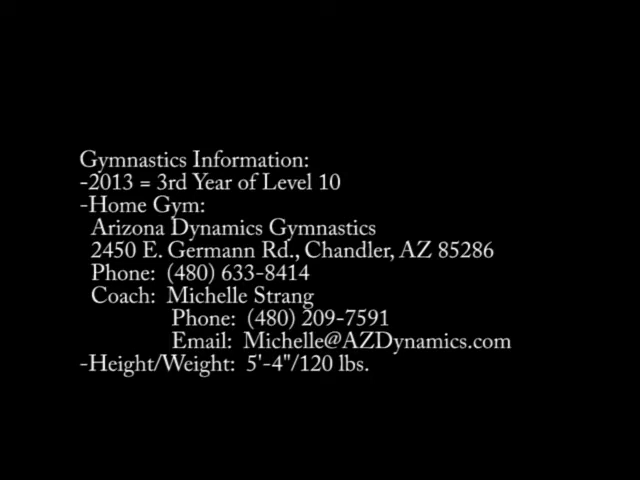 Gymnastics Information:
-2013 = 3rd Year of Level 10
-Home Gym:
Arizona Dynamics Gymnastics
2450 E. Germann Rd., Chandler, AZ 85286
Phone: (480) 633-8414
Coach: Michelle Strang
Phone: (480) 209-7591
Email: Michelle@AZDynamics.com
-Height/Weight: 5'-4"/120 lbs.